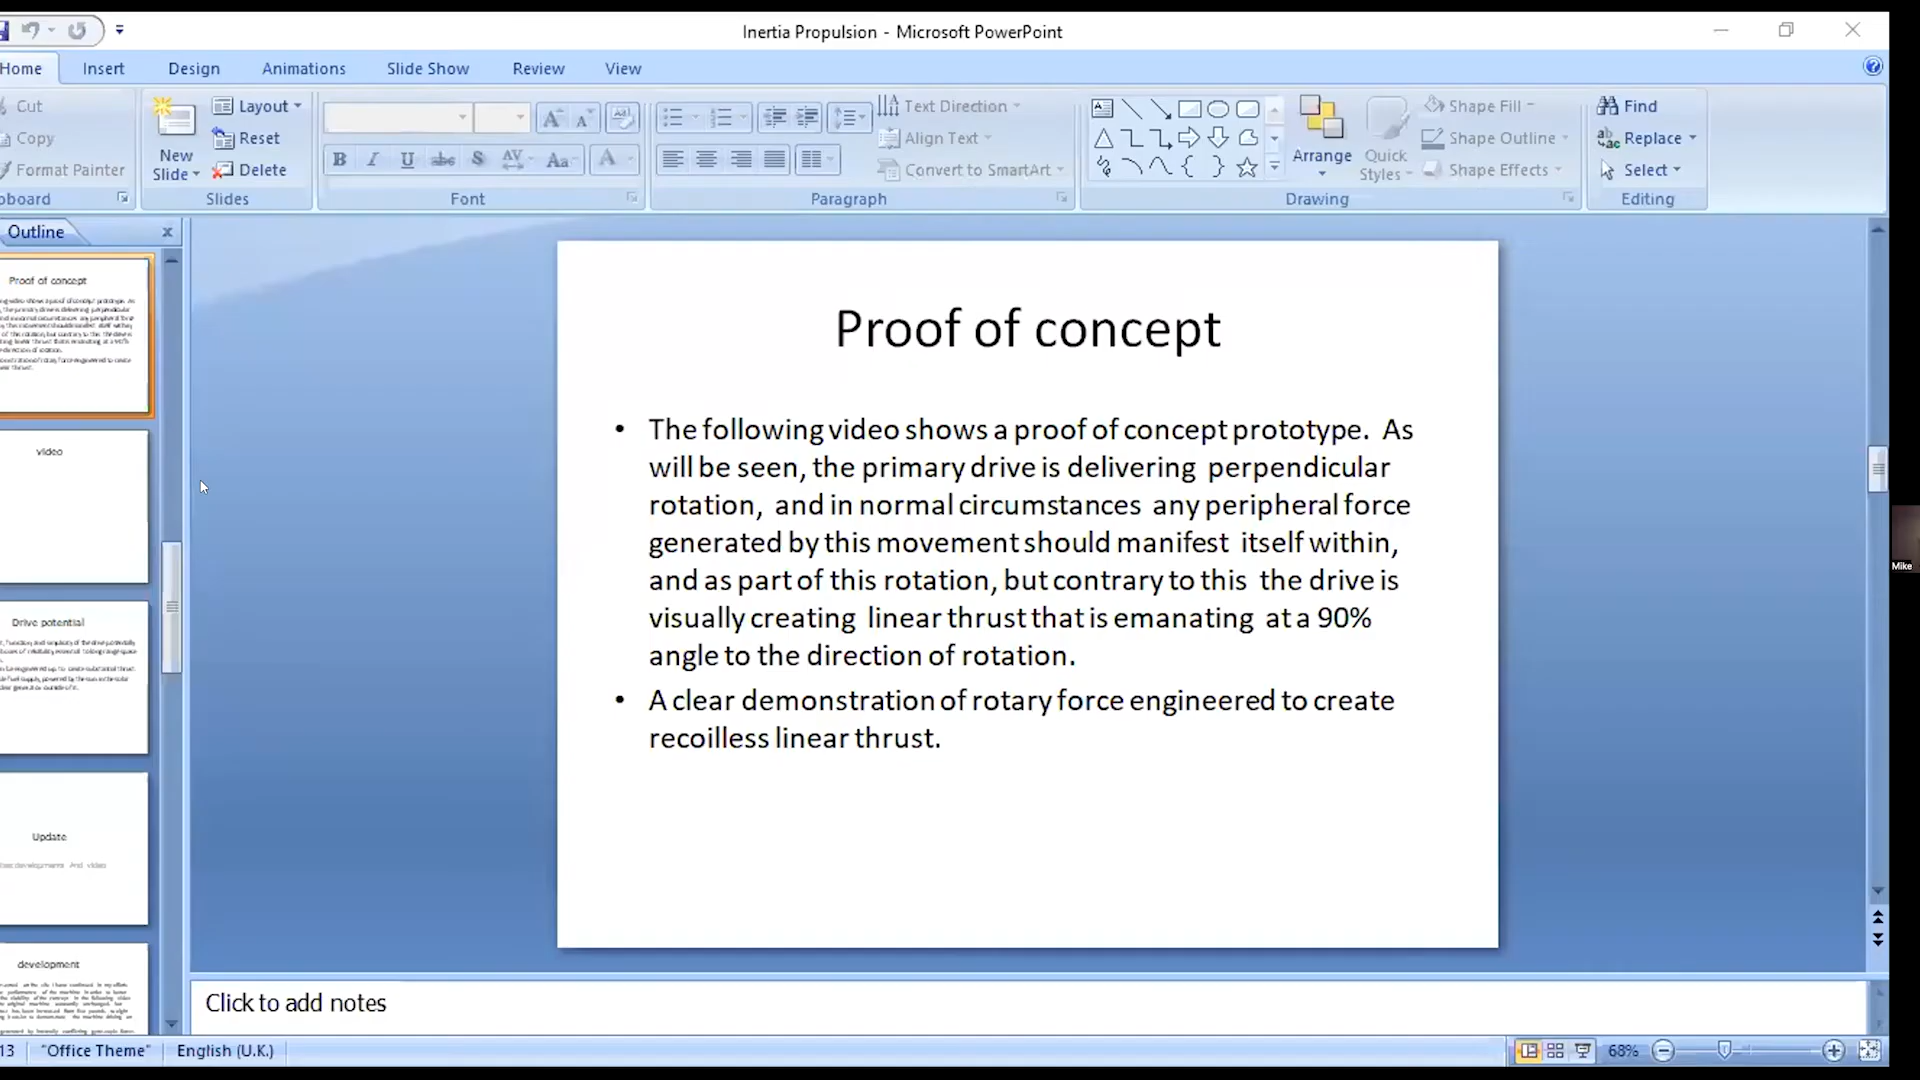 Inertia Propulsion - Microsoft PowerPoint
Home Insert Design Animations Slide Show Review View
Cut
Copy
Format Painter
New
Slide
Layout
Reset
Delete
Slides
Font
Text Direction
Align Text
Convert to SmartArt
Paragraph
Arrange
Quick
Styles
Shape Fill
Shape Outline
Shape Effects
Drawing
Find
Replace
Select
Editing
Outline
Proof of concept
video
Drive potential
Update
development
Proof of concept
• The following video shows a proof of concept prototype. As
will be seen, the primary drive is delivering perpendicular
rotation, and in normal circumstances any peripheral force
generated by this movement should manifest itself within,
and as part of this rotation, but contrary to this the drive is
visually creating linear thrust that is emanating at a 90%
angle to the direction of rotation.
• A clear demonstration of rotary force engineered to create
recoilless linear thrust.
Mike
Click to add notes
13 "Office Theme" English (U.K.) 68%